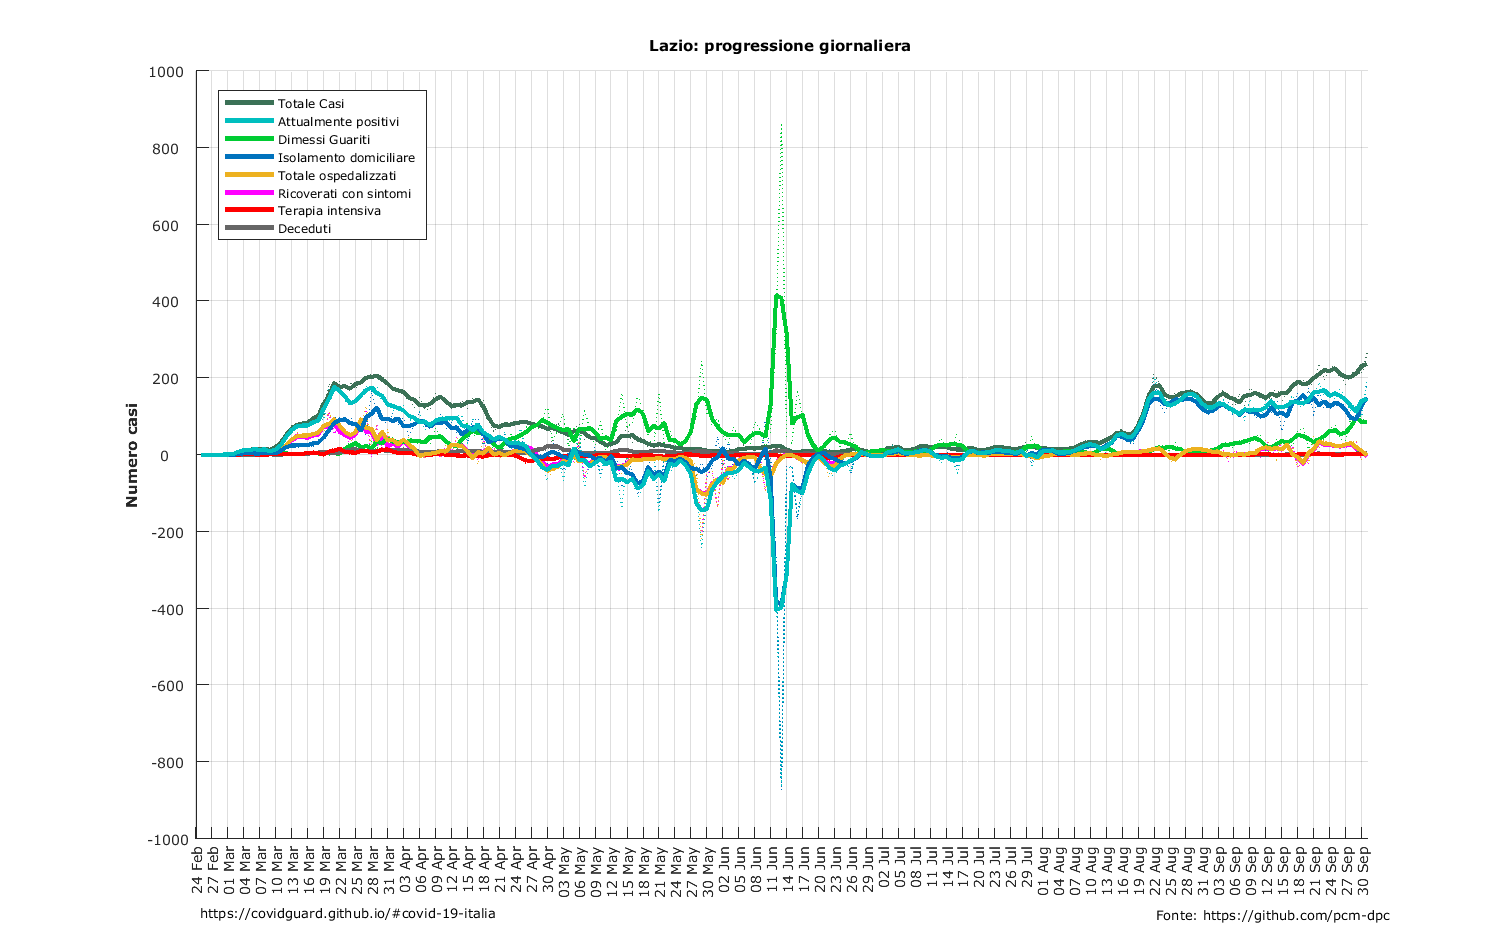 Lazio: progressione giornaliera
1000
800
600
400
200
0
-200
-400
-600
-800
-1000
Numero casi
Totale Casi
Attualmente positivi
Dimessi Guariti
Isolamento domiciliare
Totale ospedalizzati
Ricoverati con sintomi
Terapia intensiva
Deceduti
24 Feb
27 Feb
01 Mar
04 Mar
07 Mar
10 Mar
13 Mar
16 Mar
19 Mar
22 Mar
25 Mar
28 Mar
31 Mar
03 Apr
06 Apr
09 Apr
12 Apr
15 Apr
18 Apr
21 Apr
24 Apr
27 Apr
30 Apr
03 May
06 May
09 May
12 May
15 May
18 May
21 May
24 May
27 May
30 May
02 Jun
05 Jun
08 Jun
11 Jun
14 Jun
17 Jun
20 Jun
23 Jun
26 Jun
29 Jun
02 Jul
05 Jul
08 Jul
11 Jul
14 Jul
17 Jul
20 Jul
23 Jul
26 Jul
29 Jul
01 Aug
04 Aug
07 Aug
10 Aug
13 Aug
16 Aug
19 Aug
22 Aug
25 Aug
28 Aug
31 Aug
03 Sep
06 Sep
09 Sep
12 Sep
15 Sep
18 Sep
21 Sep
24 Sep
27 Sep
30 Sep
https://covidguard.github.io/#covid-19-italia
Fonte: https://github.com/pcm-dpc